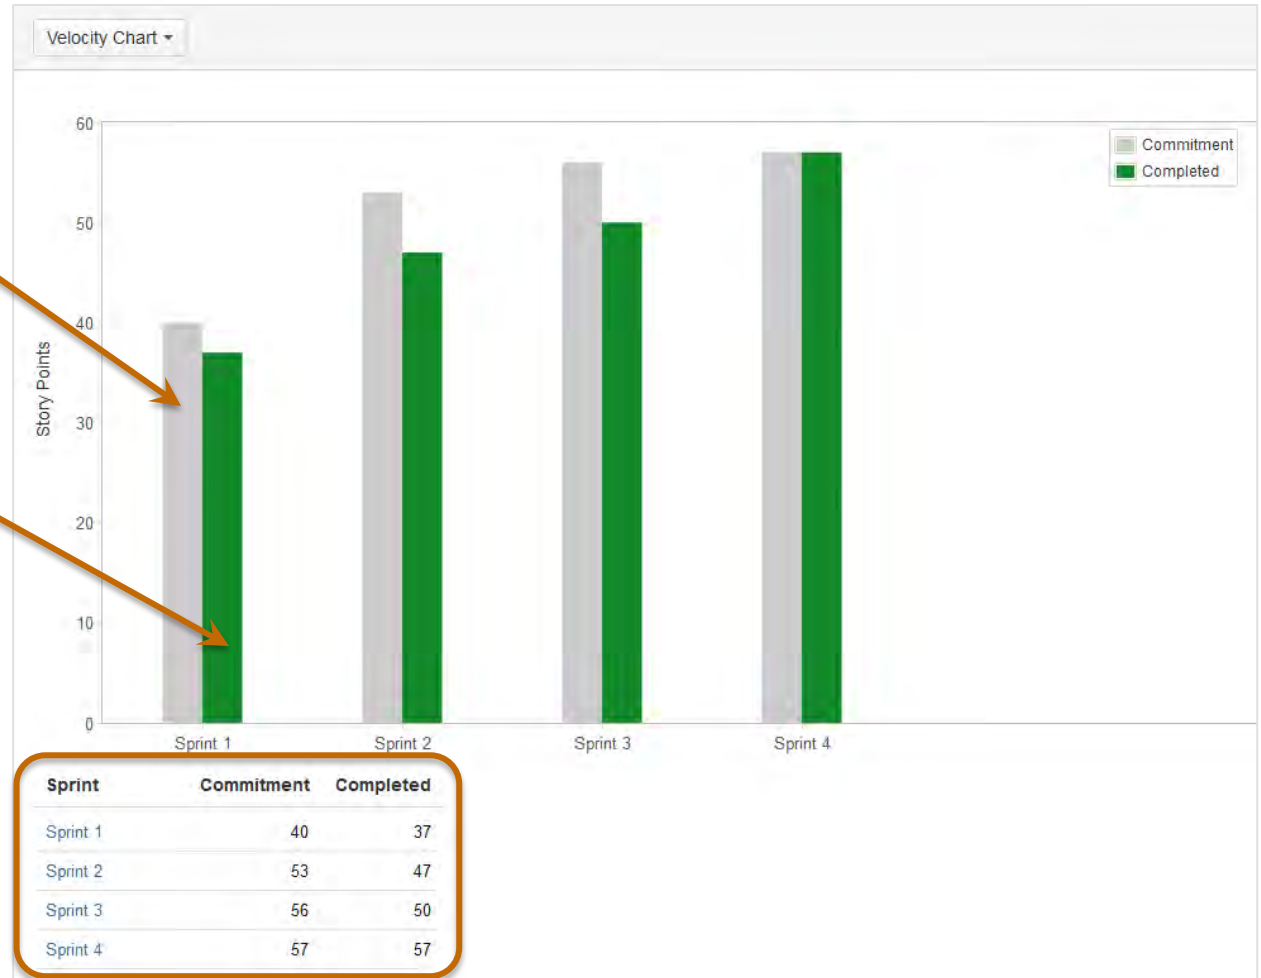 Velocity Chart
60
Commitment
Completed
50
40
Story Points
30
20
10
0
Sprint 1 Sprint 2 Sprint 3 Sprint 4
Sprint Commitment Completed
Sprint 1 40 37
Sprint 2 53 47
Sprint 3 56 50
Sprint 4 57 57